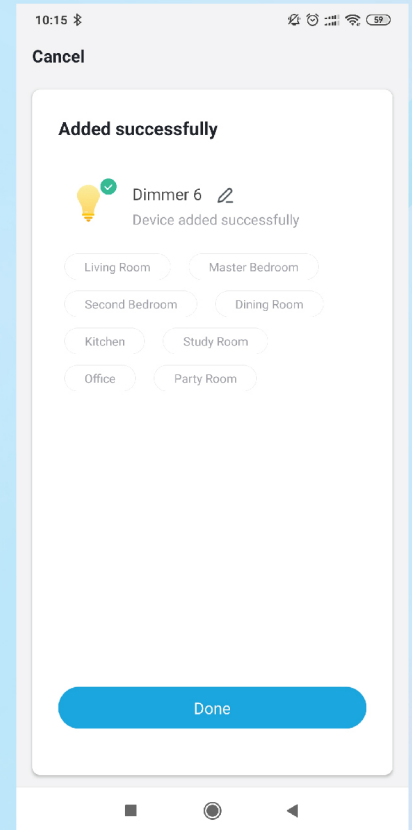 10:15 59
Cancel
Added successfully
Dimmer 6
Device added successfully
Living Room Master Bedroom
Second Bedroom Dining Room
Kitchen Study Room
Office Party Room
Done